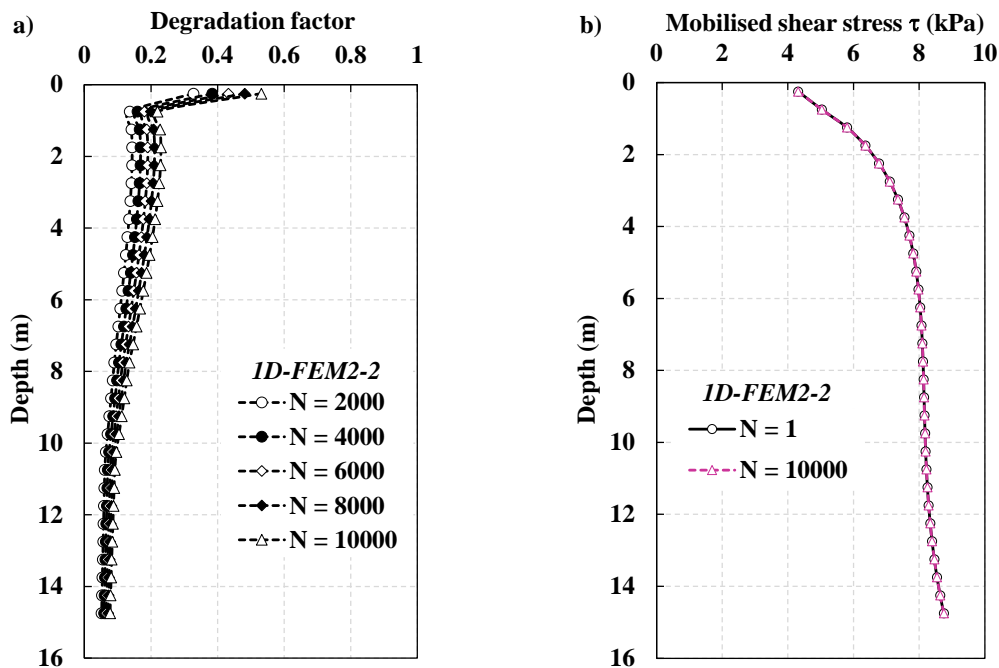 a)
Degradation factor
0 0.2 0.4 0.6 0.8 1
0
2
4
6
8
10
12
14
16
Depth (m)
1D-FEM2-2
N = 2000
N = 4000
N = 6000
N = 8000
N = 10000
b)
Mobilised shear stress τ (kPa)
0 2 4 6 8 10
0
2
4
6
8
10
12
14
16
Depth (m)
1D-FEM2-2
N = 1
N = 10000